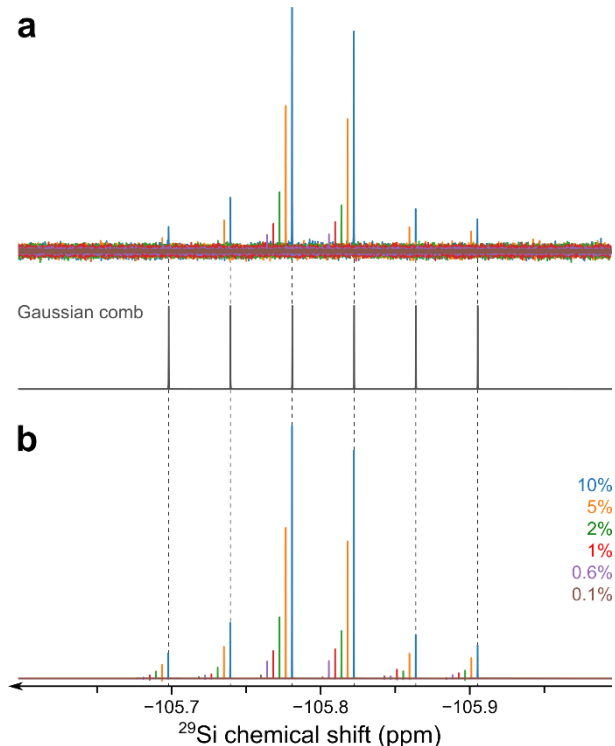 a
Gaussian comb
b
10%
5%
2%
1%
0.6%
0.1%
−105.7 −105.8 −105.9
²⁹Si chemical shift (ppm)